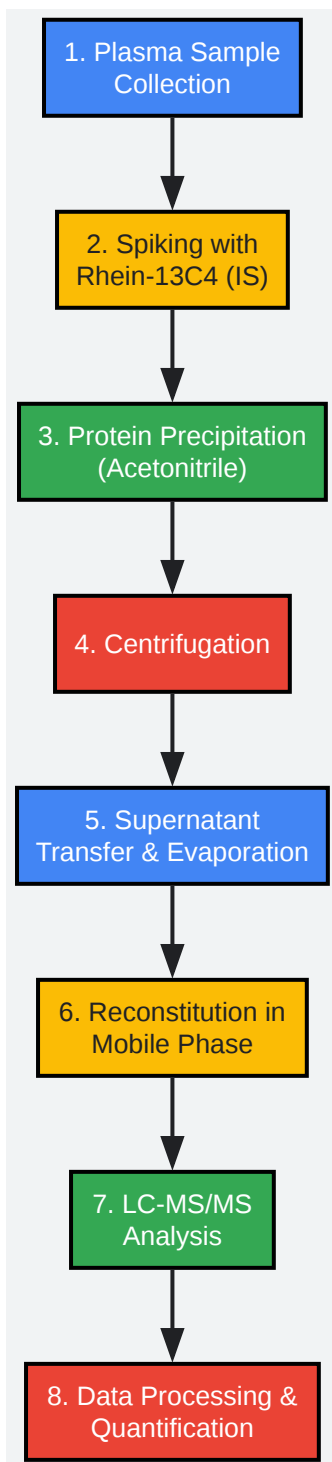 1. Plasma Sample
Collection
2. Spiking with
Rhein-13C4 (IS)
3. Protein Precipitation
(Acetonitrile)
4. Centrifugation
5. Supernatant
Transfer & Evaporation
6. Reconstitution in
Mobile Phase
7. LC-MS/MS
Analysis
8. Data Processing &
Quantification